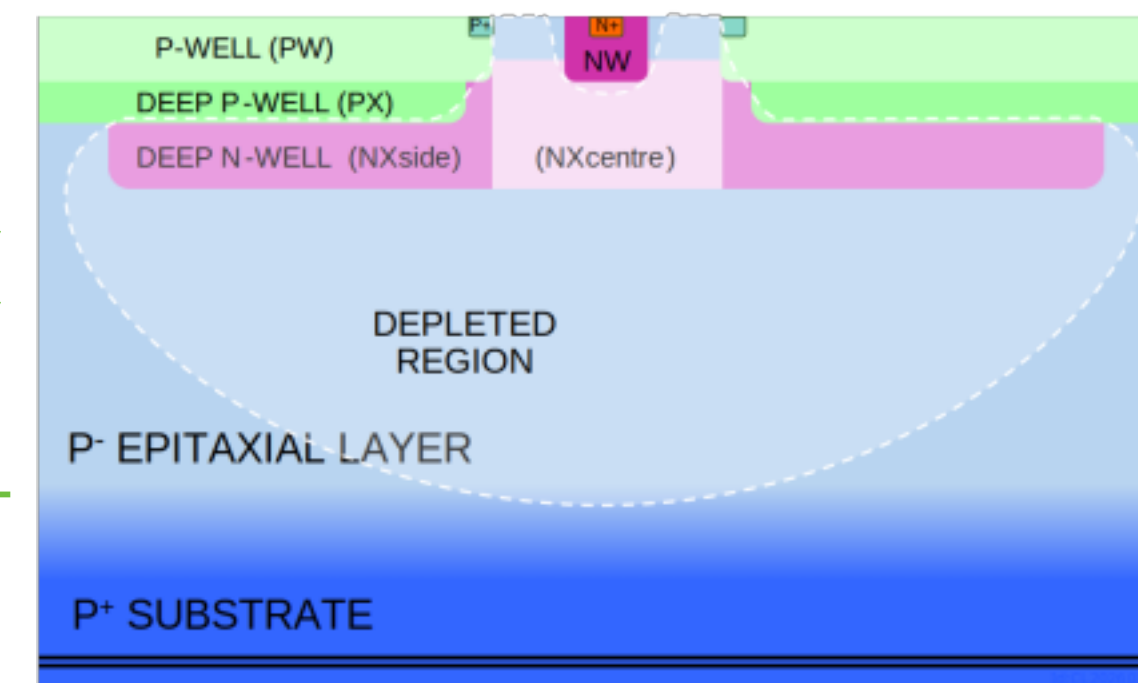 P+
N+
P-WELL (PW)
NW
DEEP P-WELL (PX)
DEEP N-WELL (NXside)
(NXcentre)
DEPLETED
REGION
P- EPITAXIAL LAYER
P+ SUBSTRATE